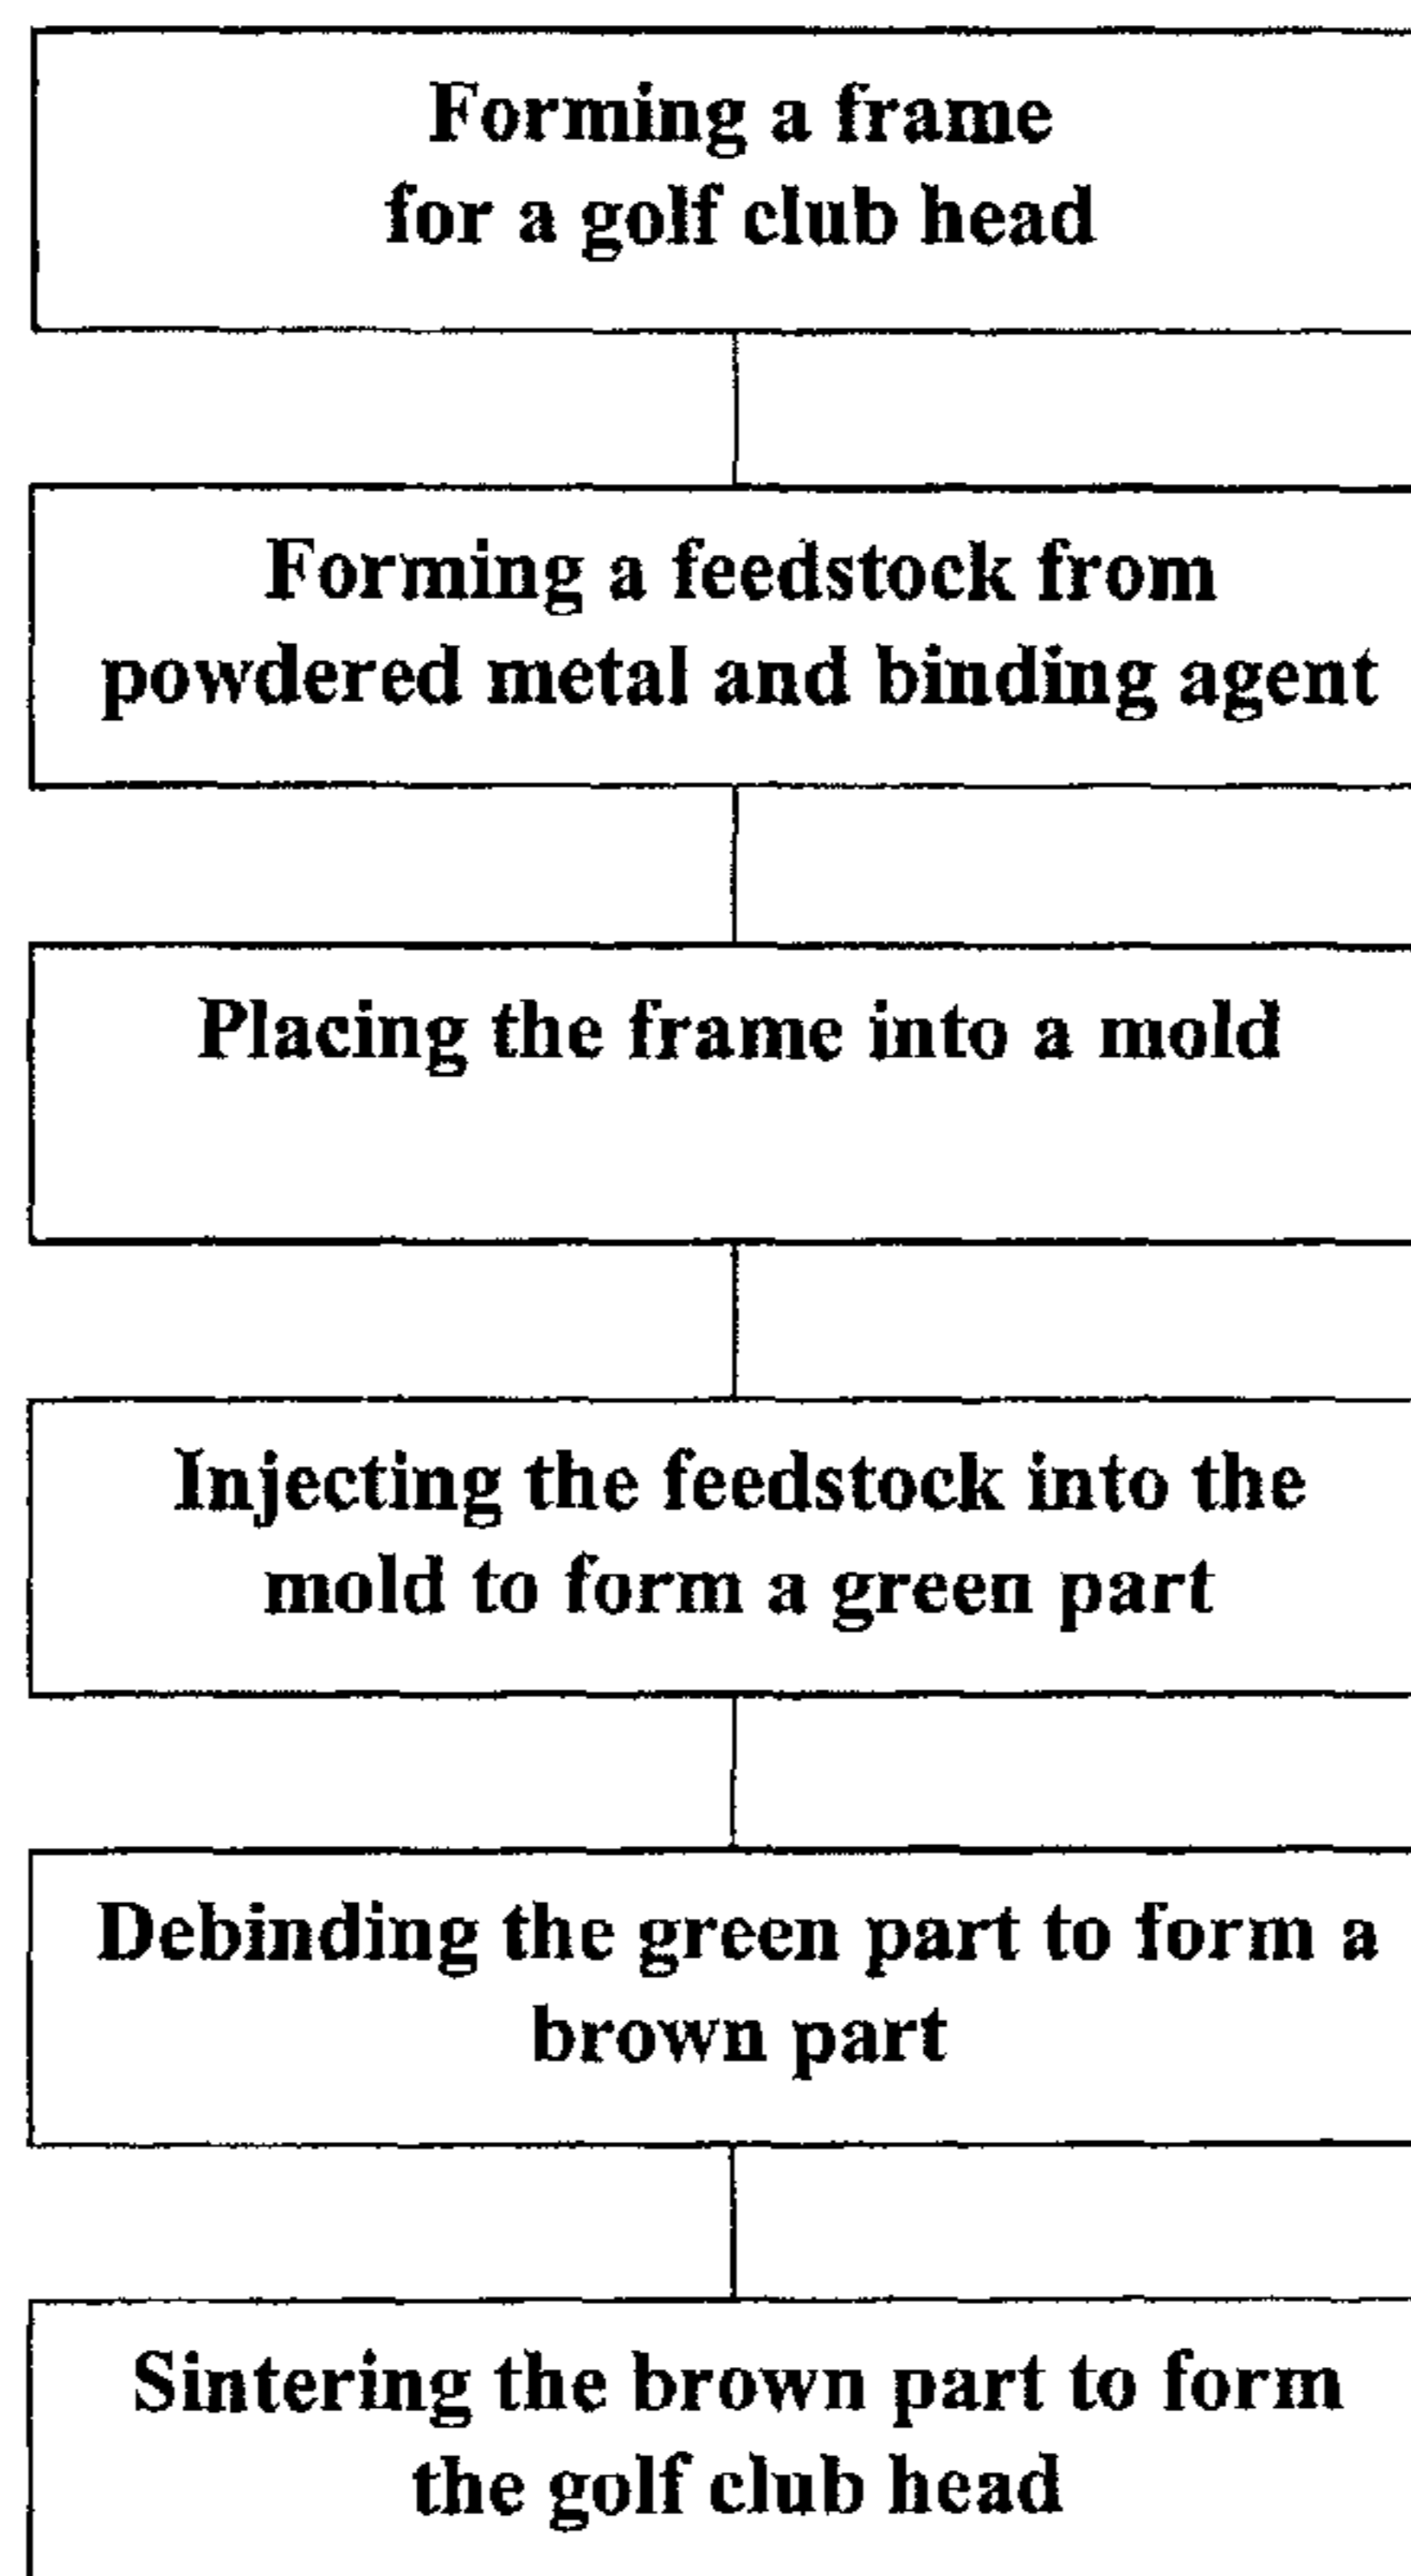 Forming a frame
for a golf club head
Forming a feedstock from
powdered metal and binding agent
Placing the frame into a mold
Injecting the feedstock into the
mold to form a green part
Debinding the green part to form a
brown part
Sintering the brown part to form
the golf club head